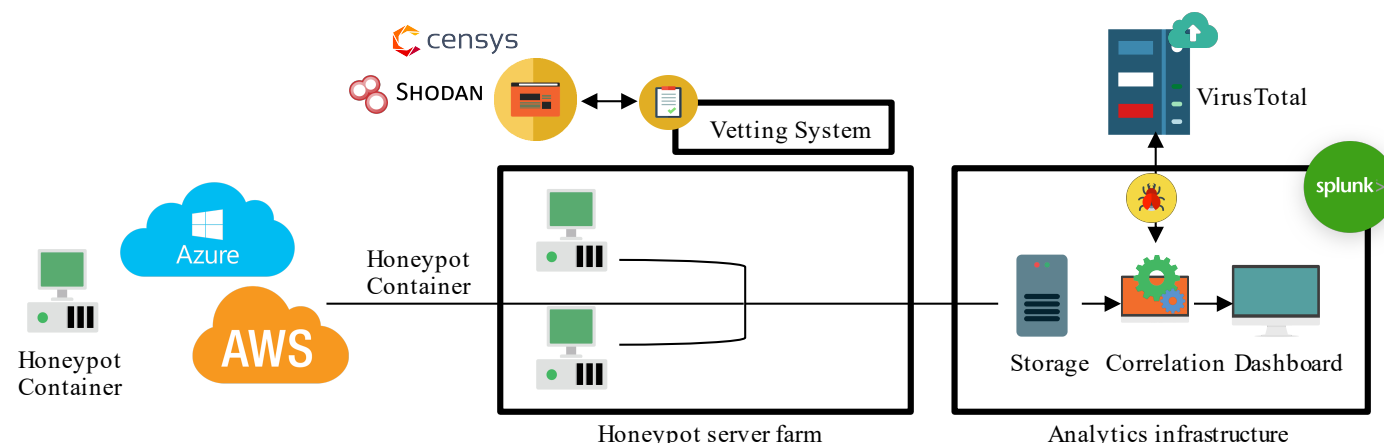 censys
SHODAN
Vetting System
VirusTotal
splunk>
Azure
AWS
Honeypot
Container
Honeypot
Container
Storage
Correlation
Dashboard
Honeypot server farm
Analytics infrastructure